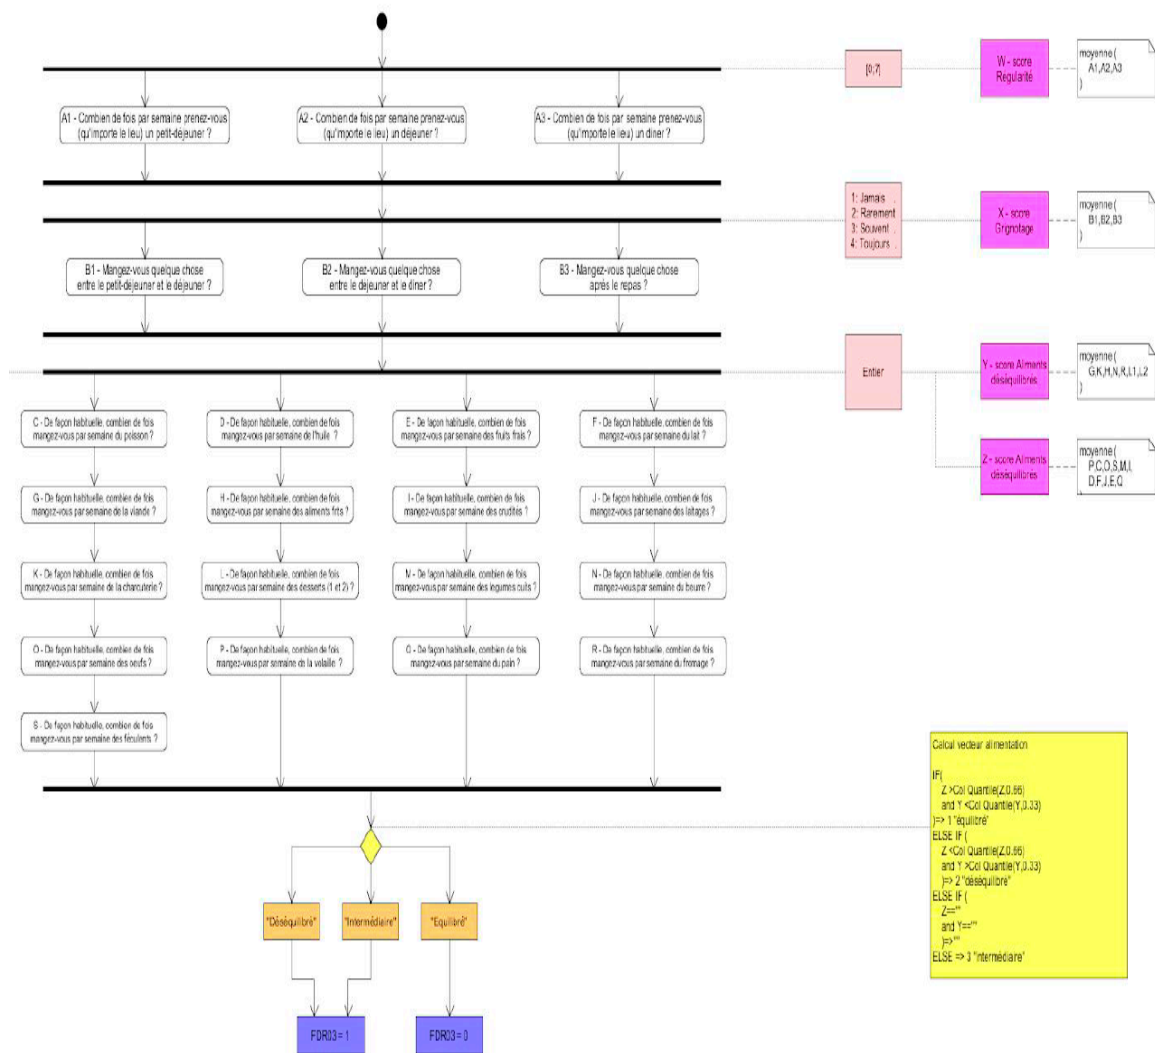 [0;7]
W - score
Régularité
moyenne (
A1,A2,A3
)
A1 - Combien de fois par semaine prenez-vous
(qu'importe le lieu) un petit-déjeuner ?
A2 - Combien de fois par semaine prenez-vous
(qu'importe le lieu) un déjeuner ?
A3 - Combien de fois par semaine prenez-vous
(qu'importe le lieu) un diner ?
1: Jamais .
2: Rarement
3: Souvent .
4: Toujours .
X - score
Grignotage
moyenne (
B1,B2,B3
)
B1 - Mangez-vous quelque chose
entre le petit-déjeuner et le déjeuner ?
B2 - Mangez-vous quelque chose
entre le déjeuner et le diner ?
B3 - Mangez-vous quelque chose
après le repas ?
Entier
Y - score Aliments
déséquilibrés
moyenne (
G,K,H,N,R,L1,L2
)
C - De façon habituelle, combien de fois
mangez-vous par semaine du poisson ?
D - De façon habituelle, combien de fois
mangez-vous par semaine de l'huile ?
E - De façon habituelle, combien de fois
mangez-vous par semaine des fruits frais ?
F - De façon habituelle, combien de fois
mangez-vous par semaine du lait ?
Z - score Aliments
déséquilibrés
moyenne (
P,C,O,S,M,I,
D,F,J,E,Q
G - De façon habituelle, combien de fois
mangez-vous par semaine de la viande ?
H - De façon habituelle, combien de fois
mangez-vous par semaine des aliments frits ?
I - De façon habituelle, combien de fois
mangez-vous par semaine des crudités ?
J - De façon habituelle, combien de fois
mangez-vous par semaine des laitages ?
K - De façon habituelle, combien de fois
mangez-vous par semaine de la charcuterie ?
L - De façon habituelle, combien de fois
mangez-vous par semaine des desserts (1 et 2) ?
M - De façon habituelle, combien de fois
mangez-vous par semaine des légumes cuits ?
N - De façon habituelle, combien de fois
mangez-vous par semaine du beurre ?
O - De façon habituelle, combien de fois
mangez-vous par semaine des oeufs ?
P - De façon habituelle, combien de fois
mangez-vous par semaine de la volaille ?
Q - De façon habituelle, combien de fois
mangez-vous par semaine du pain ?
R - De façon habituelle, combien de fois
mangez-vous par semaine du fromage ?
S - De façon habituelle, combien de fois
mangez-vous par semaine des féculents ?
Calcul vecteur alimentation
IF(
Z >Col Quantile(Z,0.66)
and Y <Col Quantile(Y,0.33)
)=> 1 "équilibré"
ELSE IF (
Z <Col Quantile(Z,0.66)
and Y >Col Quantile(Y,0.33)
)=> 2 "déséquilibré"
ELSE IF (
Z==""
and Y==""
)=>""
ELSE => 3 "intermédiaire"
"Déséquilibré"
"Intermédiaire"
"Equilibré"
FDR03 = 1
FDR03 = 0